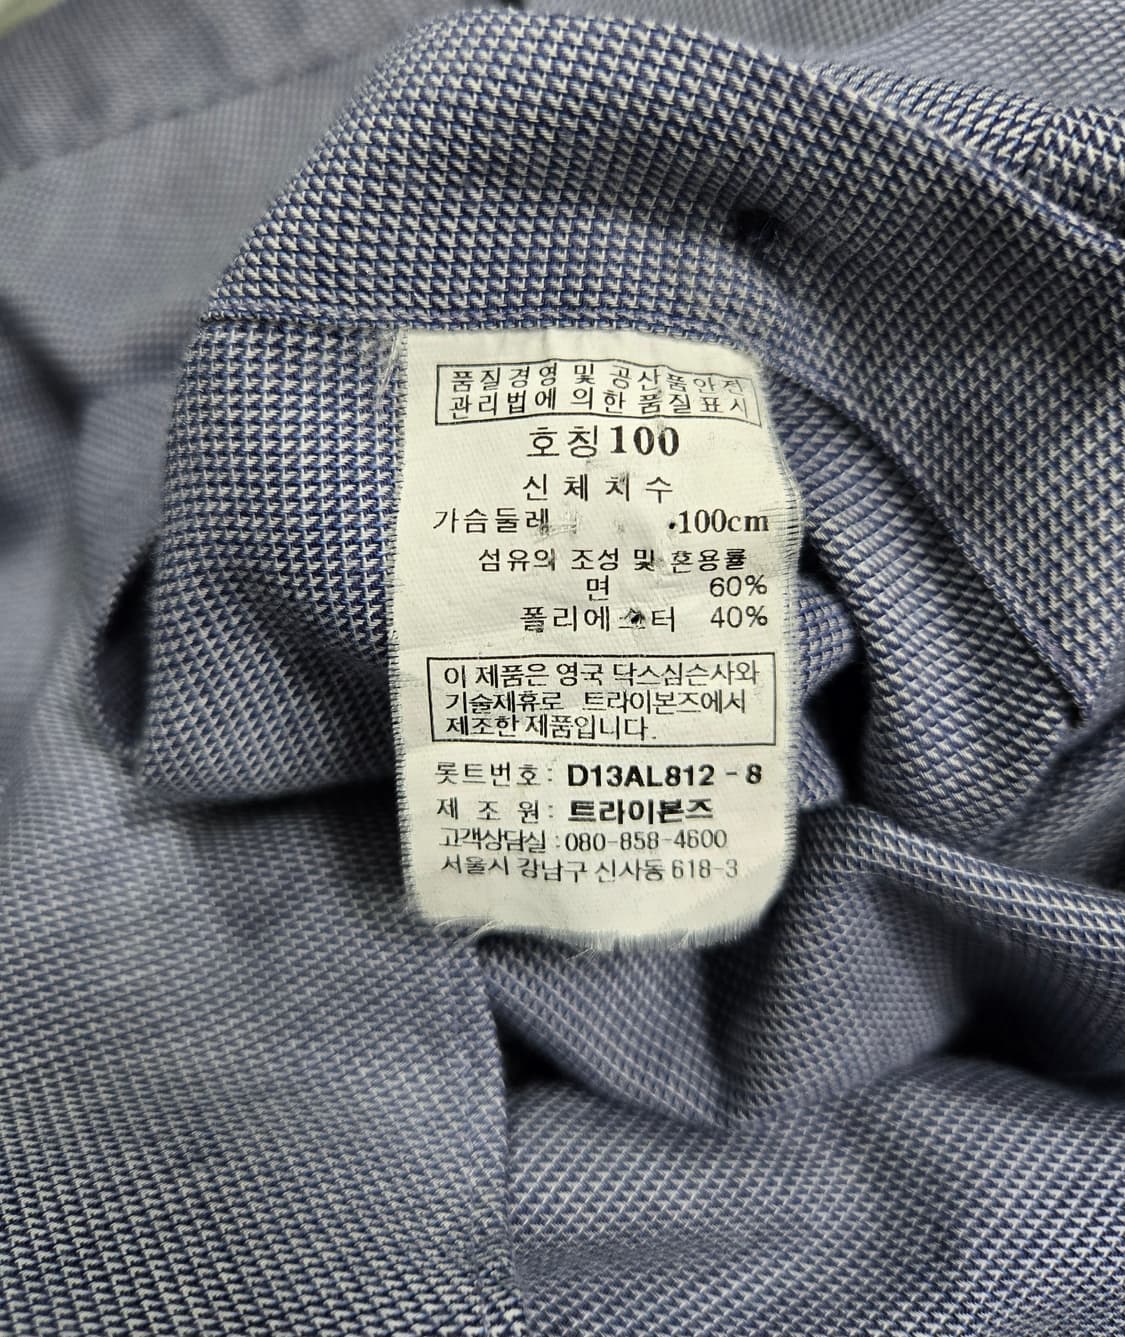 품질경영 및 공산품안전
관리법에 의한 품질표시
호칭100
신체치수
가슴둘레 100cm
섬유의 조성 및 혼용률
면 60%
폴리에스터 40%
이 제품은 영국 닥스심슨사와
기술제휴로 트라이본즈에서
제조한 제품입니다.
롯트번호: D13AL812-8
제 조 원: 트라이본즈
고객상담실:080-858-4600
서울시 강남구 신사동 618-3